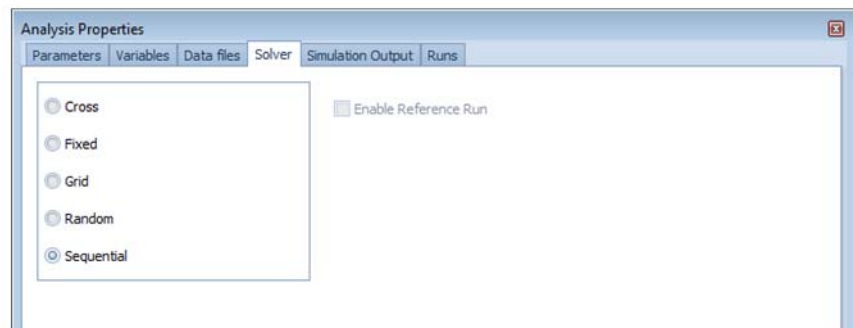 Analysis Properties
Parameters Variables Data files Solver Simulation Output Runs
Cross
Enable Reference Run
Fixed
Grid
Random
Sequential